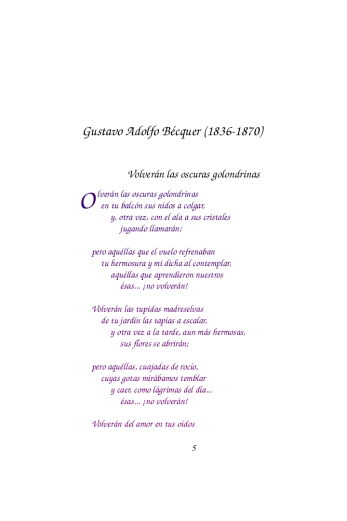 Gustavo Adolfo Bécquer (1836-1870)
Volverán las oscuras golondrinas
Olverán las oscuras golondrinas
en tu balcón sus nidos a colgar,
y, otra vez, con el ala a sus cristales
jugando llamarán;
pero aquéllas que el vuelo refrenaban
tu hermosura y mi dicha al contemplar,
aquéllas que aprendieron nuestros
ésas... ¡no volverán!
Volverán las tupidas madreselvas
de tu jardín las tapias a escalar,
y otra vez a la tarde, aun más hermosas,
sus flores se abrirán;
pero aquéllas, cuajadas de rocío,
cuyas gotas mirábamos temblar
y caer, como lágrimas del día...
ésas... ¡no volverán!
Volverán del amor en tus oídos
5